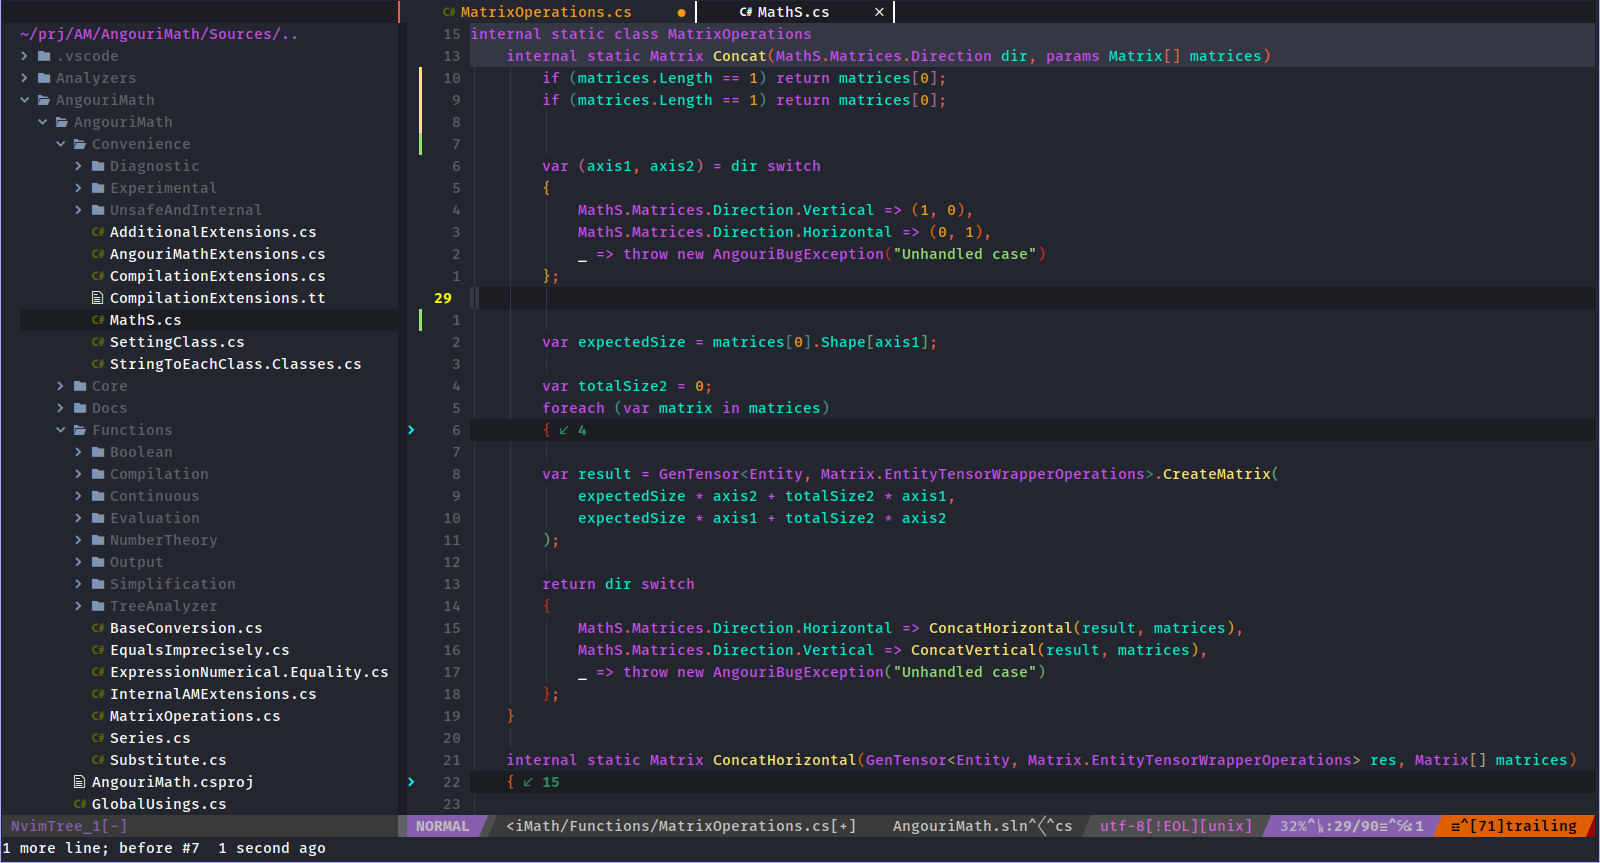 C# MatrixOperations.cs ● C# MathS.cs ×
~/prj/AM/AngouriMath/Sources/..
.vscode
Analyzers
AngouriMath
AngouriMath
Convenience
Diagnostic
Experimental
UnsafeAndInternal
C# AdditionalExtensions.cs
C# AngouriMathExtensions.cs
C# CompilationExtensions.cs
CompilationExtensions.tt
C# MathS.cs
C# SettingClass.cs
C# StringToEachClass.Classes.cs
Core
Docs
Functions
Boolean
Compilation
Continuous
Evaluation
NumberTheory
Output
Simplification
TreeAnalyzer
C# BaseConversion.cs
C# EqualsImprecisely.cs
C# ExpressionNumerical.Equality.cs
C# InternalAMExtensions.cs
C# MatrixOperations.cs
C# Series.cs
C# Substitute.cs
AngouriMath.csproj
C# GlobalUsings.cs
15 internal static class MatrixOperations
13 internal static Matrix Concat(MathS.Matrices.Direction dir, params Matrix[] matrices)
10 if (matrices.Length == 1) return matrices[0];
9 if (matrices.Length == 1) return matrices[0];
8
7
6 var (axis1, axis2) = dir switch
5 {
4 MathS.Matrices.Direction.Vertical => (1, 0),
3 MathS.Matrices.Direction.Horizontal => (0, 1),
2 _ => throw new AngouriBugException("Unhandled case")
1 };
29
1
2 var expectedSize = matrices[0].Shape[axis1];
3
4 var totalSize2 = 0;
5 foreach (var matrix in matrices)
6 { ↙ 4
7
8 var result = GenTensor<Entity, Matrix.EntityTensorWrapperOperations>.CreateMatrix(
9 expectedSize * axis2 + totalSize2 * axis1,
10 expectedSize * axis1 + totalSize2 * axis2
11 );
12
13 return dir switch
14 {
15 MathS.Matrices.Direction.Horizontal => ConcatHorizontal(result, matrices),
16 MathS.Matrices.Direction.Vertical => ConcatVertical(result, matrices),
17 _ => throw new AngouriBugException("Unhandled case")
18 };
19 }
20
21 internal static Matrix ConcatHorizontal(GenTensor<Entity, Matrix.EntityTensorWrapperOperations> res, Matrix[] matrices)
22 { ↙ 15
23
NvimTree_1[-] NORMAL <iMath/Functions/MatrixOperations.cs[+] AngouriMath.sln^〈^cs utf-8[!EOL][unix] 32%^:29/90≡^℅:1 ≡^[71]trailing
1 more line; before #7 1 second ago